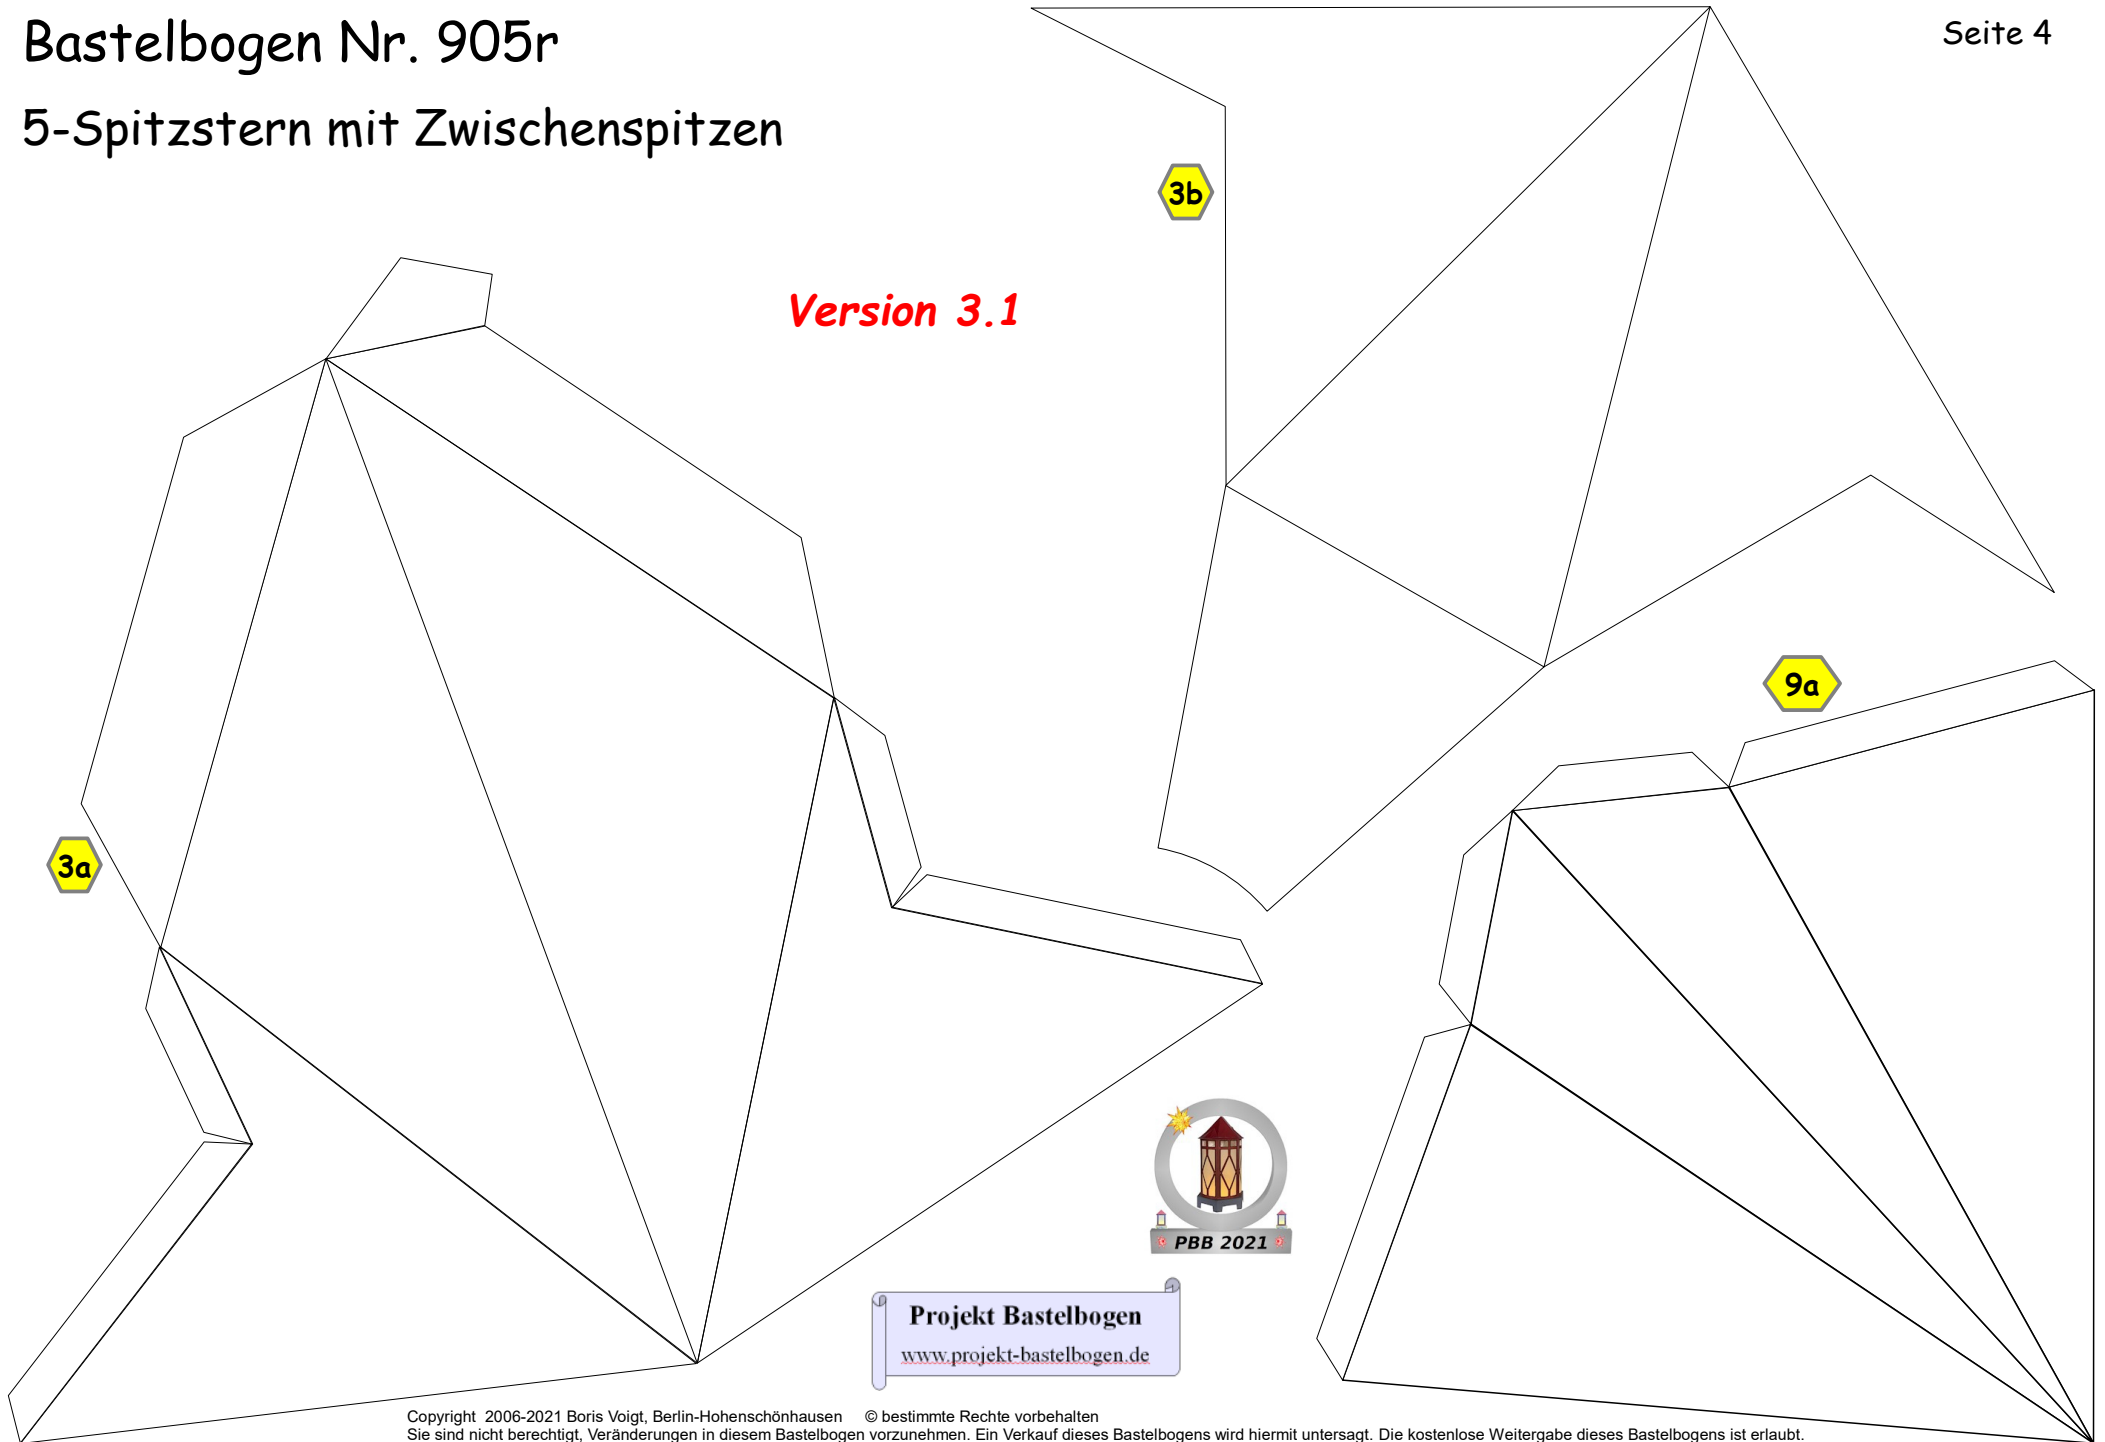 Bastelbogen Nr. 905r
Seite 4
5-Spitzstern mit Zwischenspitzen
3b
Version 3.1
9a
3a
PBB 2021
Projekt Bastelbogen
www.projekt-bastelbogen.de
Copyright 2006-2021 Boris Voigt, Berlin-Hohenschönhausen © bestimmte Rechte vorbehalten
Sie sind nicht berechtigt, Veränderungen in diesem Bastelbogen vorzunehmen. Ein Verkauf dieses Bastelbogens wird hiermit untersagt. Die kostenlose Weitergabe dieses Bastelbogens ist erlaubt.